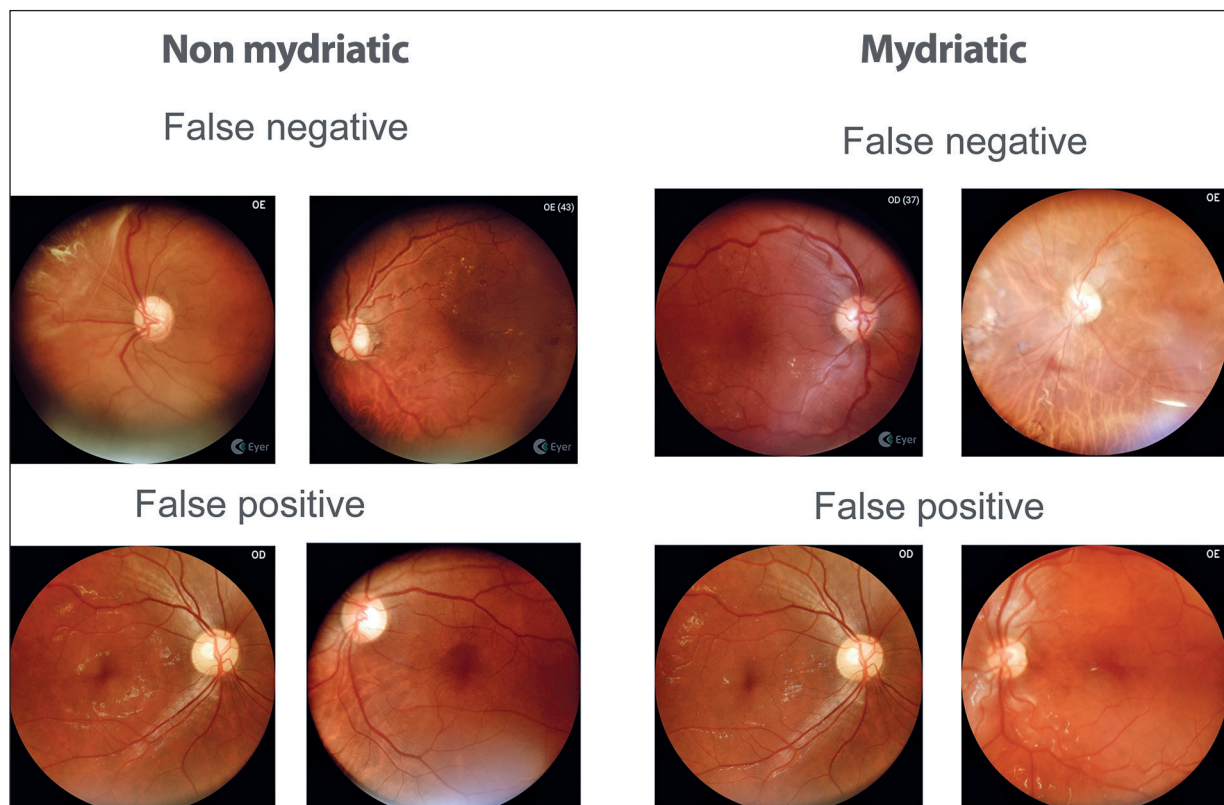 Non mydriatic
Mydriatic
False negative
False negative
OE
OE (43)
OD (37)
OE
Eyer
Eyer
Eyer
False positive
False positive
OD
OD
OE